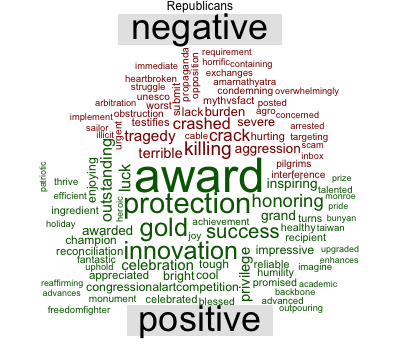 Republicans
negative
requirement
immediate propaganda opposition horrific containing
heartbroken exchanges
struggle submit amarnathyatra
unesco condemning overwhelmingly
arbitration worst mythvsfact posted
implement obstruction lack burden agro concerned
sailor urgent testifies crashed severe arrested
illicit tragedy cable crack hurting targeting
scam
terrible killing aggression inbox
patriotic outstanding luck award pilgrims
interference
thrive enjoying inspiring prize
efficient heroic protection honoring talented
monroe
ingredient gold achievement grand turns pride
holiday awarded joy success healthy bunyan
taiwan
champion innovation recipient
reconciliation impressive upgraded
fantastic celebration tough privilege reliable enhances
uphold bright cool humility imagine
reaffirming appreciated promised academic
advances congressionalartcompetition backbone
monument celebrated blessed advanced
freedomfighter outpouring
positive